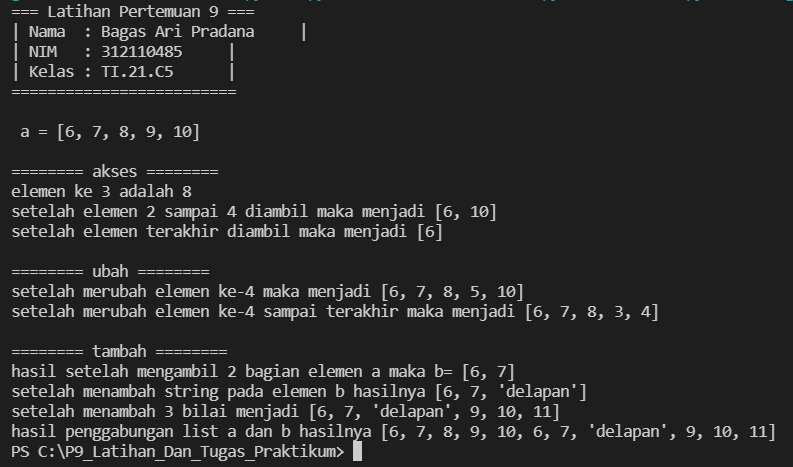 === Latihan Pertemuan 9 ===
| Nama  : Bagas Ari Pradana     |
| NIM   : 312110485     |
| Kelas : TI.21.C5      |
=========================
a = [6, 7, 8, 9, 10]
======== akses ========
elemen ke 3 adalah 8
setelah elemen 2 sampai 4 diambil maka menjadi [6, 10]
setelah elemen terakhir diambil maka menjadi [6]
======== ubah ========
setelah merubah elemen ke-4 maka menjadi [6, 7, 8, 5, 10]
setelah merubah elemen ke-4 sampai terakhir maka menjadi [6, 7, 8, 3, 4]
======== tambah ========
hasil setelah mengambil 2 bagian elemen a maka b= [6, 7]
setelah menambah string pada elemen b hasilnya [6, 7, 'delapan']
setelah menambah 3 bilai menjadi [6, 7, 'delapan', 9, 10, 11]
hasil penggabungan list a dan b hasilnya [6, 7, 8, 9, 10, 6, 7, 'delapan', 9, 10, 11]
PS C:\P9_Latihan_Dan_Tugas_Praktikum>